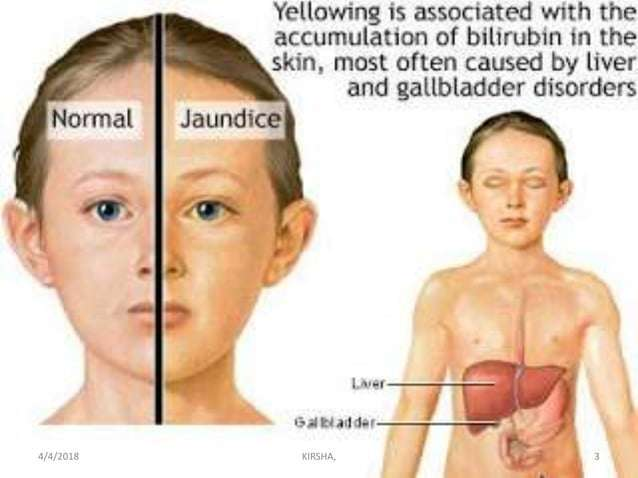 Yellowing is associated with the
accumulation of bilirubin in the
skin, most often caused by liver
and gallbladder disorders
Normal
Jaundice
Liver
Gallbladder
4/4/2018
KIRSHA,
3